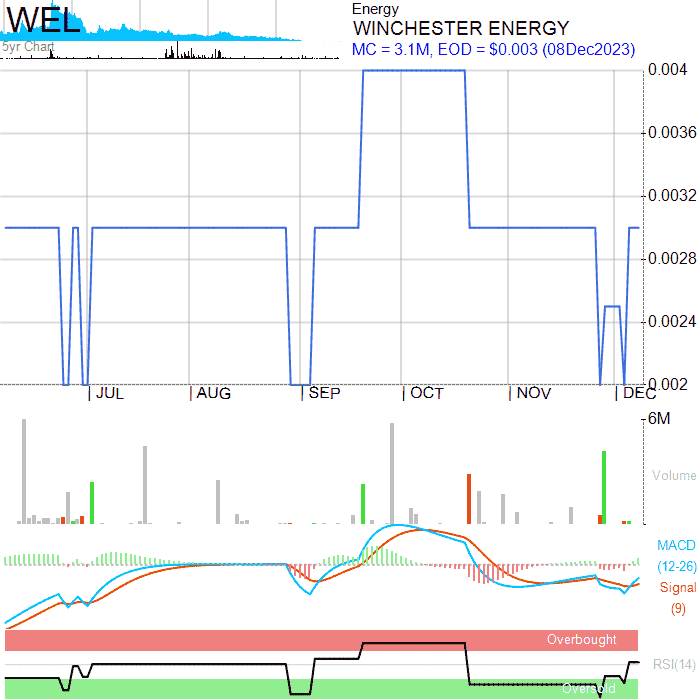 WEL
5yr Chart
Energy
WINCHESTER ENERGY
MC = 3.1M, EOD = $0.003 (08Dec2023)
0.004
0.0036
0.0032
0.0028
0.0024
0.002
JUL AUG SEP OCT NOV DEC
6M
Volume
MACD
(12-26)
Signal
(9)
Overbought
RSI(14)
Oversold